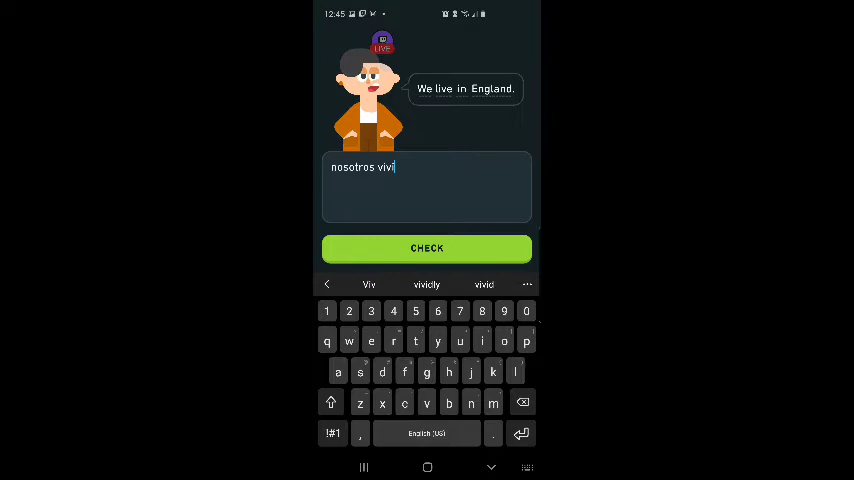 12:45
LIVE
We live in England.
nosotros vivi
CHECK
Viv vividly vivid
1 2 3 4 5 6 7 8 9 0
q w e r t y u i o p
a s d f g h j k l
z x c v b n m
!#1 , English (US) .